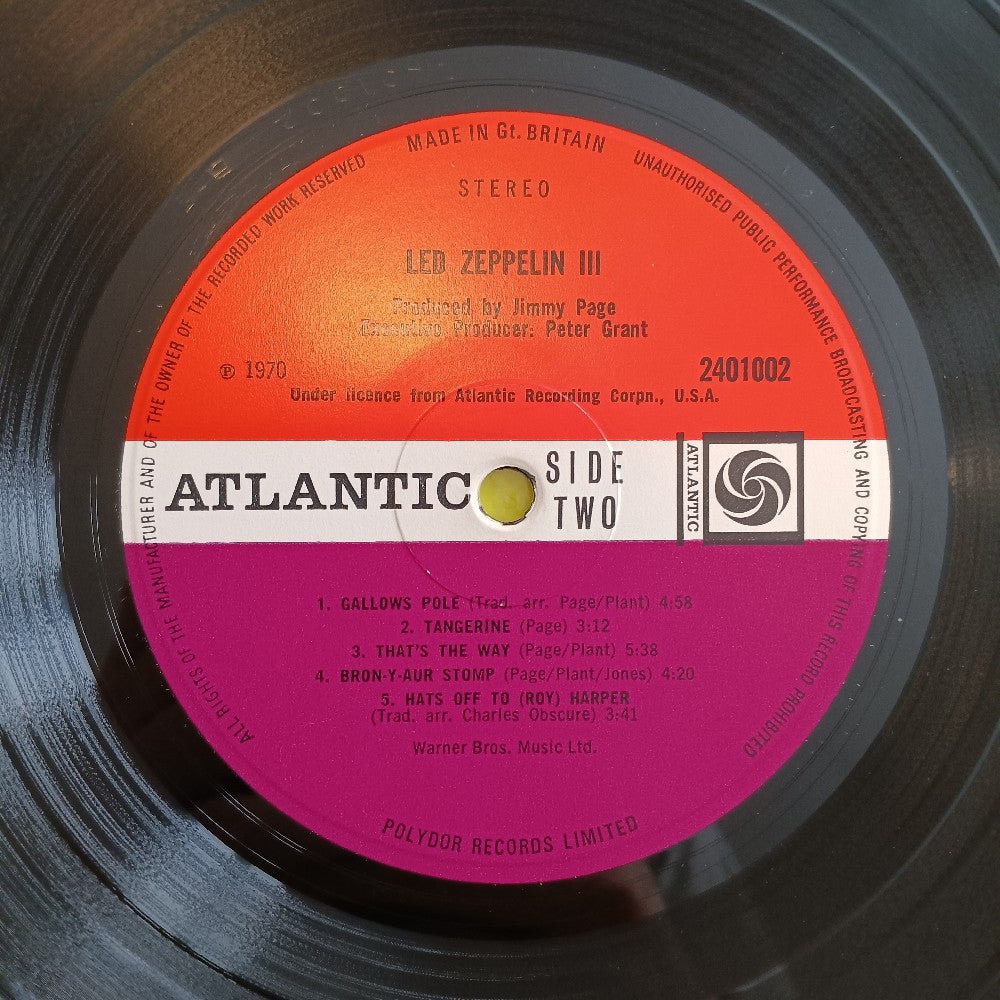 MADE IN Gt. BRITAIN
UNAUTHORISED PUBLIC PERFORMANCE BROADCASTING AND COPYING OF THIS RECORD PROHIBITED
ALL RIGHTS OF THE MANUFACTURER AND OF THE OWNER OF THE RECORDED WORK RESERVED
STEREO
LED ZEPPELIN III
Produced by Jimmy Page
Executive Producer: Peter Grant
℗ 1970
2401002
Under licence from Atlantic Recording Corpn., U.S.A.
ATLANTIC
SIDE
TWO
ATLANTIC
1. GALLOWS POLE (Trad. arr. Page/Plant) 4:58
2. TANGERINE (Page) 3:12
3. THAT'S THE WAY (Page/Plant) 5:38
4. BRON-Y-AUR STOMP (Page/Plant/Jones) 4:20
5. HATS OFF TO (ROY) HARPER
(Trad. arr. Charles Obscure) 3:41
Warner Bros. Music Ltd.
POLYDOR RECORDS LIMITED